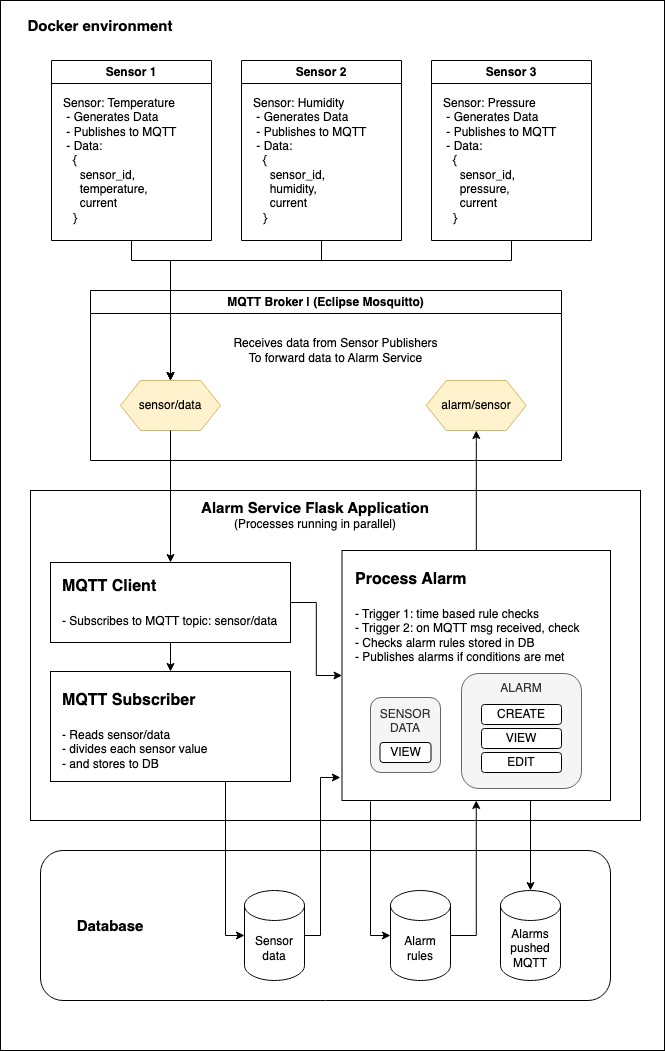 Docker environment
Sensor 1
Sensor: Temperature
- Generates Data
- Publishes to MQTT
- Data:
{
sensor_id,
temperature,
current
}
Sensor 2
Sensor: Humidity
- Generates Data
- Publishes to MQTT
- Data:
{
sensor_id,
humidity,
current
}
Sensor 3
Sensor: Pressure
- Generates Data
- Publishes to MQTT
- Data:
{
sensor_id,
pressure,
current
}
MQTT Broker I (Eclipse Mosquitto)
Receives data from Sensor Publishers
To forward data to Alarm Service
sensor/data
alarm/sensor
Alarm Service Flask Application
(Processes running in parallel)
MQTT Client
- Subscribes to MQTT topic: sensor/data
MQTT Subscriber
- Reads sensor/data
- divides each sensor value
- and stores to DB
Process Alarm
- Trigger 1: time based rule checks
- Trigger 2: on MQTT msg received, check
- Checks alarm rules stored in DB
- Publishes alarms if conditions are met
SENSOR
DATA
VIEW
ALARM
CREATE
VIEW
EDIT
Database
Sensor
data
Alarm
rules
Alarms
pushed
MQTT